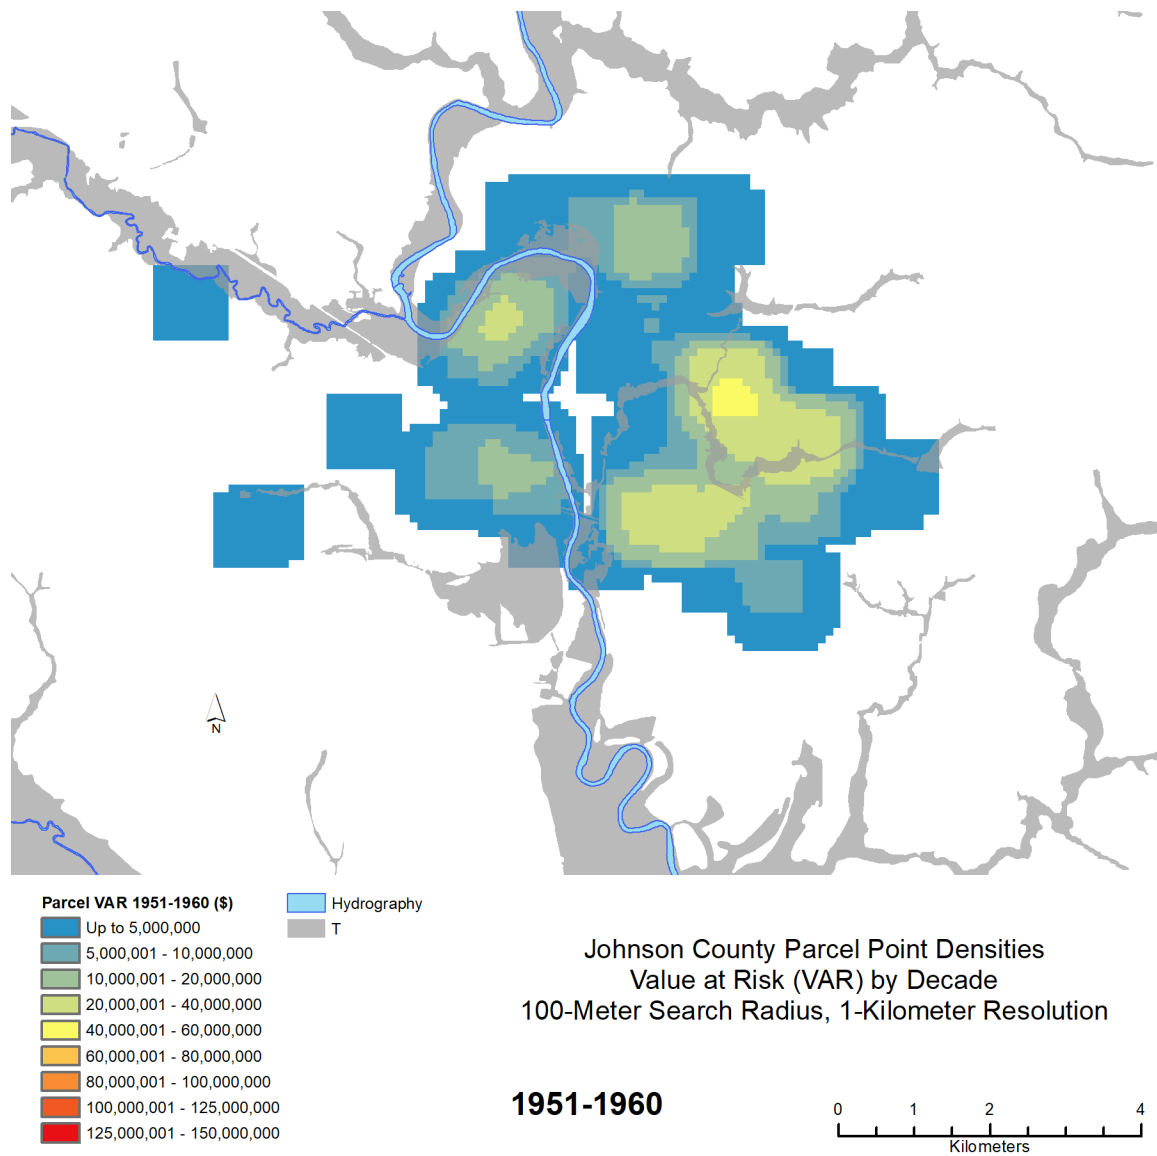 N
Parcel VAR 1951-1960 ($)
Up to 5,000,000
5,000,001 - 10,000,000
10,000,001 - 20,000,000
20,000,001 - 40,000,000
40,000,001 - 60,000,000
60,000,001 - 80,000,000
80,000,001 - 100,000,000
100,000,001 - 125,000,000
125,000,001 - 150,000,000
Hydrography
T
Johnson County Parcel Point Densities
Value at Risk (VAR) by Decade
100-Meter Search Radius, 1-Kilometer Resolution
1951-1960
0 1 2 4
Kilometers